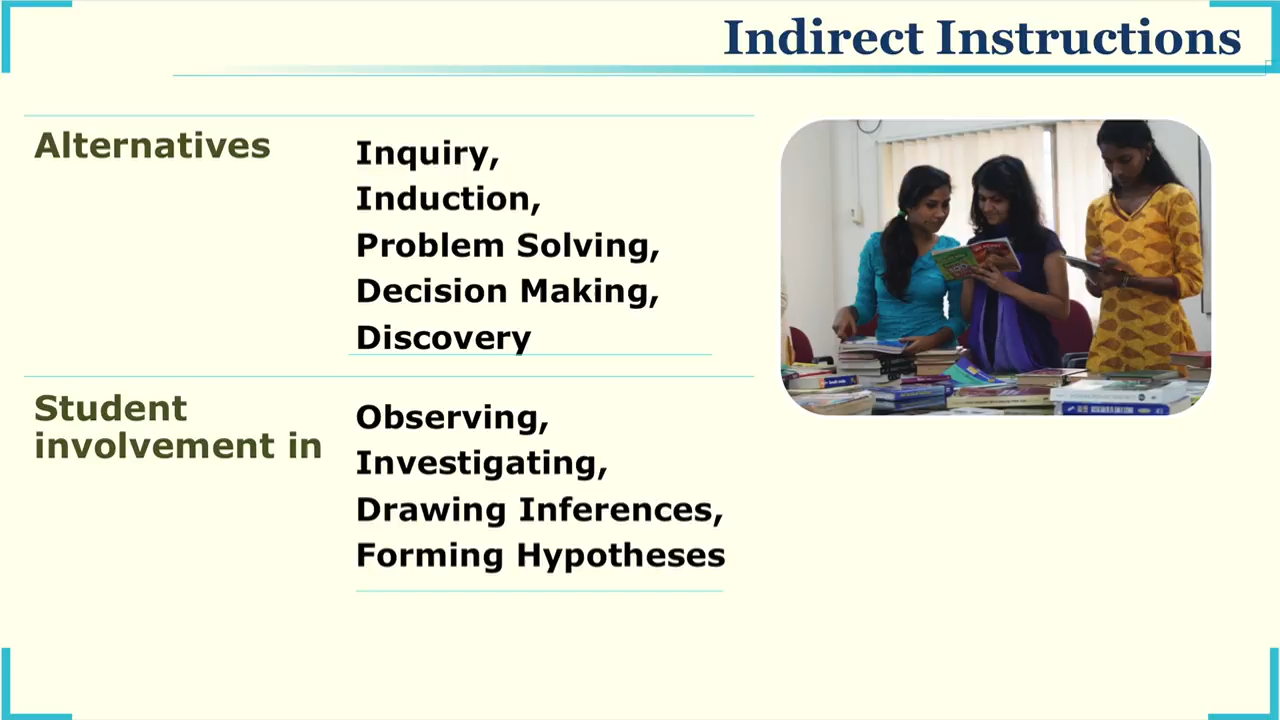 Indirect Instructions
Alternatives
Inquiry,
Induction,
Problem Solving,
Decision Making,
Discovery
Student
involvement in
Observing,
Investigating,
Drawing Inferences,
Forming Hypotheses